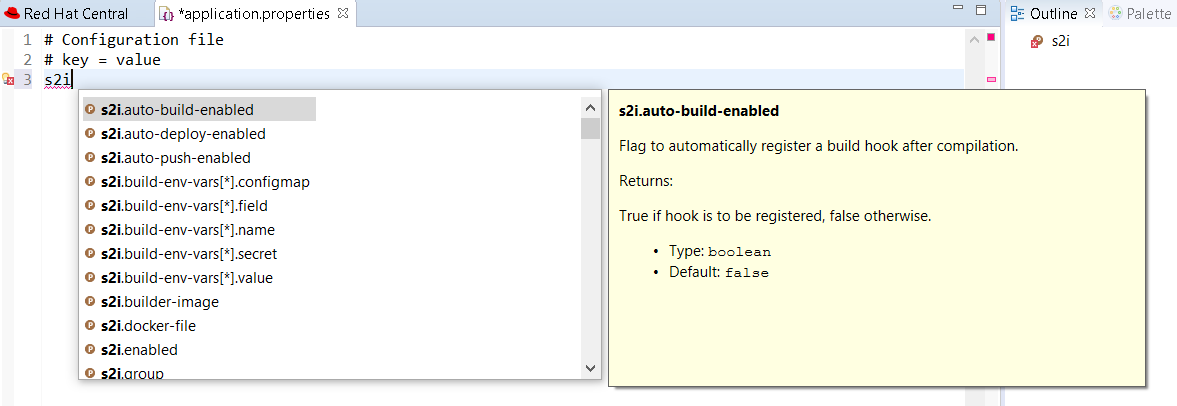 Red Hat Central
*application.properties
Outline
Palette
1 # Configuration file
2 # key = value
3 s2i
s2i
s2i.auto-build-enabled
s2i.auto-deploy-enabled
s2i.auto-push-enabled
s2i.build-env-vars[*].configmap
s2i.build-env-vars[*].field
s2i.build-env-vars[*].name
s2i.build-env-vars[*].secret
s2i.build-env-vars[*].value
s2i.builder-image
s2i.docker-file
s2i.enabled
s2i.group
s2i.auto-build-enabled
Flag to automatically register a build hook after compilation.
Returns:
True if hook is to be registered, false otherwise.
• Type: boolean
• Default: false